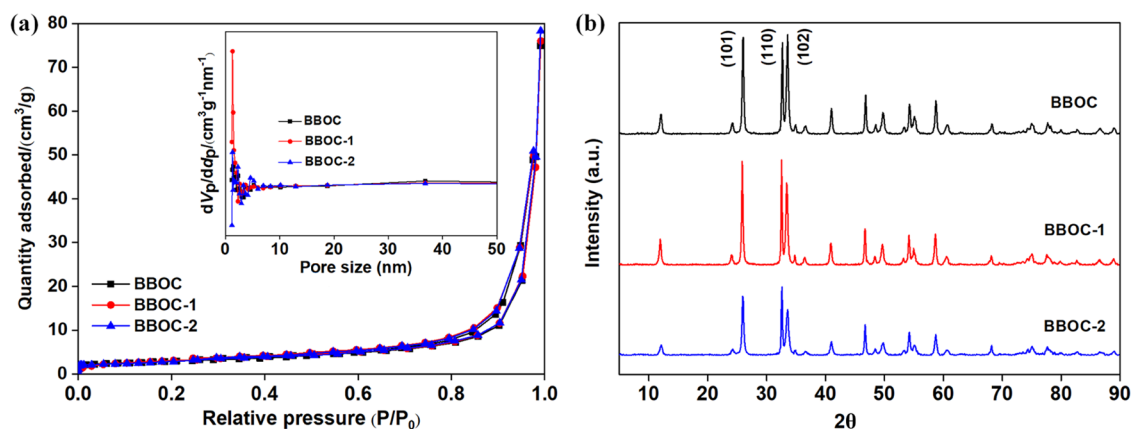 (a)
80
70
60
50
40
30
20
10
0
Quantity adsorbed/(cm³/g)
0.0 0.2 0.4 0.6 0.8 1.0
Relative pressure (P/P₀)
BBOC
BBOC-1
BBOC-2
dVp/ddp/(cm³g⁻¹nm⁻¹)
BBOC
BBOC-1
BBOC-2
0 10 20 30 40 50
Pore size (nm)
(b)
Intensity (a.u.)
(101)
(110)
(102)
BBOC
BBOC-1
BBOC-2
10 20 30 40 50 60 70 80 90
2θ